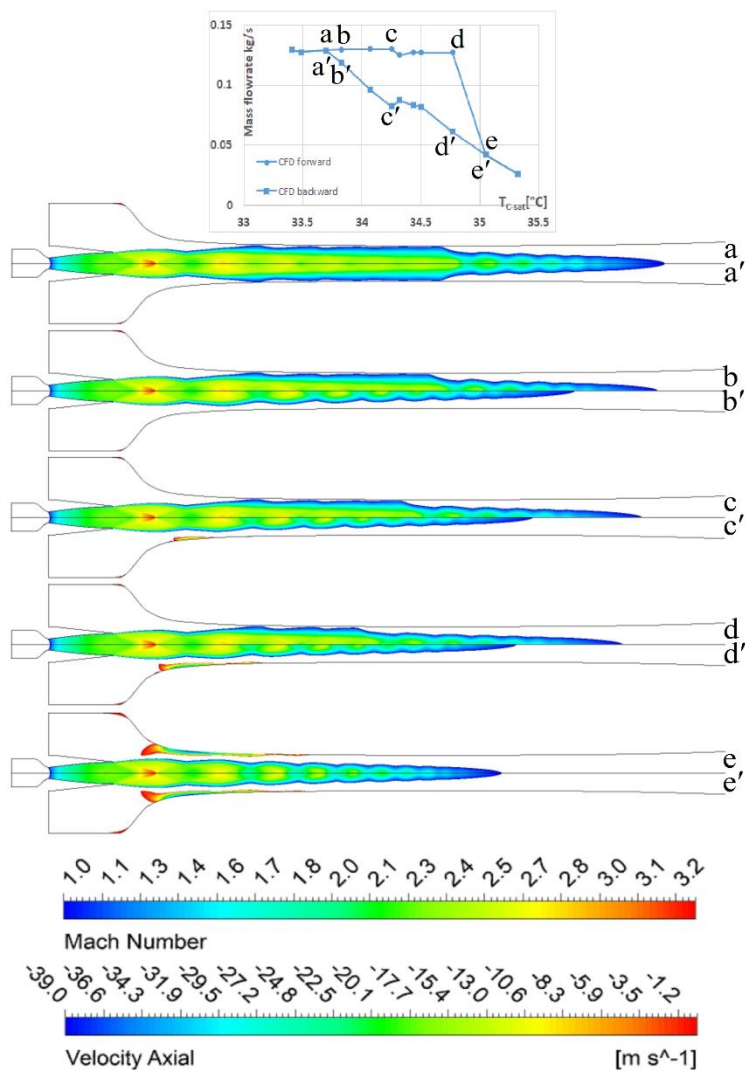 0.15
0.1
0.05
0
Mass flowrate kg/s
a b c d
a′ b′ c′ d′ e
e′
CFD forward
CFD backward
33 33.5 34 34.5 35 35.5
T_C-sat[°C]
a
a′
b
b′
c
c′
d
d′
e
e′
1.0 1.1 1.3 1.4 1.6 1.7 1.8 2.0 2.1 2.3 2.4 2.5 2.7 2.8 3.0 3.1 3.2
Mach Number
-39.0 -36.6 -34.3 -31.9 -29.5 -27.2 -24.8 -22.5 -20.1 -17.7 -15.4 -13.0 -10.6 -8.3 -5.9 -3.5 -1.2
Velocity Axial [m s^-1]